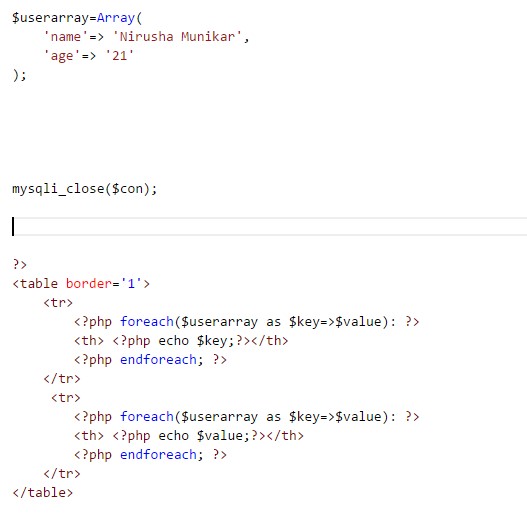 $userarray=Array(
'name'=> 'Nirusha Munikar',
'age'=> '21'
);
mysqli_close($con);
?>
<table border='1'>
<tr>
<?php foreach($userarray as $key=>$value): ?>
<th> <?php echo $key;?></th>
<?php endforeach; ?>
</tr>
<tr>
<?php foreach($userarray as $key=>$value): ?>
<th> <?php echo $value;?></th>
<?php endforeach; ?>
</tr>
</table>